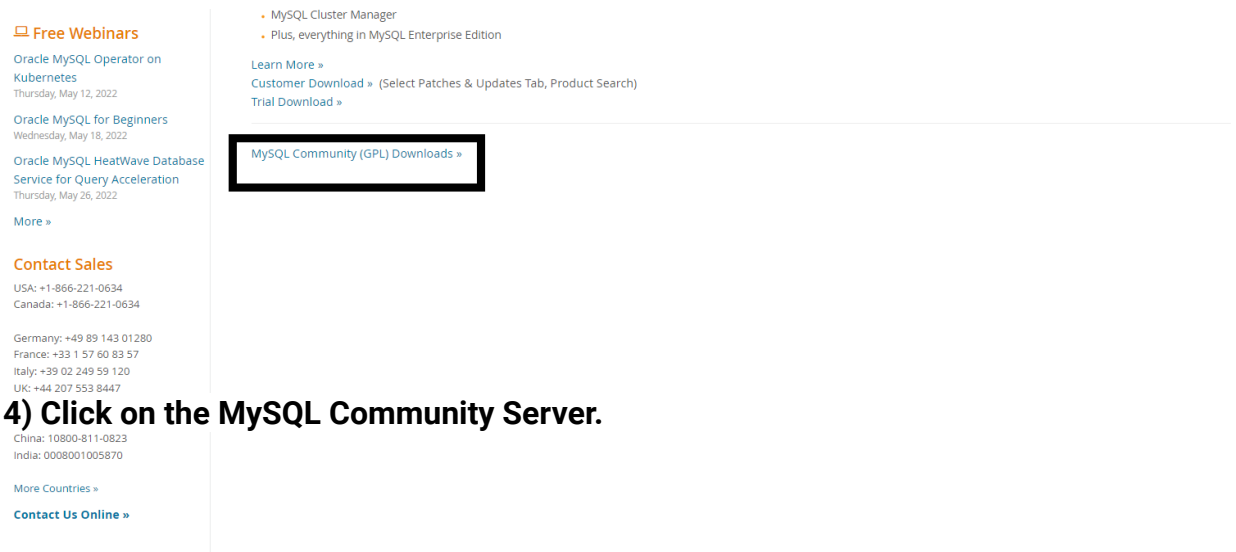 Free Webinars
Oracle MySQL Operator on
Kubernetes
Thursday, May 12, 2022
Oracle MySQL for Beginners
Wednesday, May 18, 2022
Oracle MySQL HeatWave Database
Service for Query Acceleration
Thursday, May 26, 2022
More »
Contact Sales
USA: +1-866-221-0634
Canada: +1-866-221-0634
Germany: +49 89 143 01280
France: +33 1 57 60 83 57
Italy: +39 02 249 59 120
UK: +44 207 553 8447
4) Click on the MySQL Community Server.
China: 10800-811-0823
India: 0008001005870
More Countries »
Contact Us Online »
• MySQL Cluster Manager
• Plus, everything in MySQL Enterprise Edition
Learn More »
Customer Download » (Select Patches & Updates Tab, Product Search)
Trial Download »
MySQL Community (GPL) Downloads »